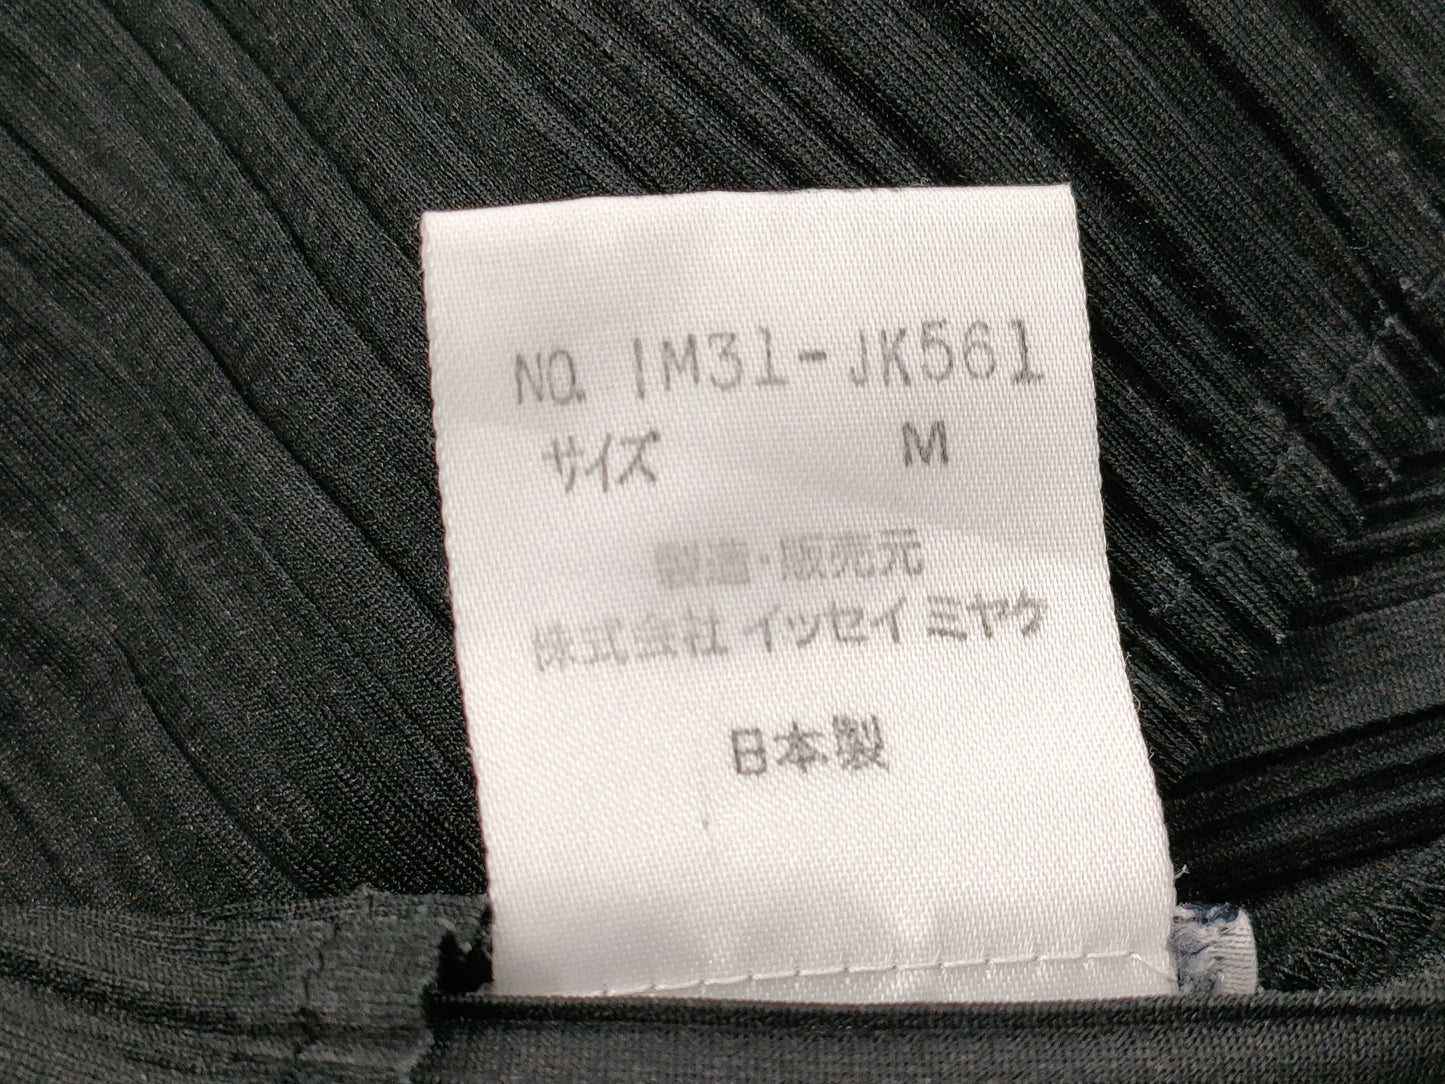 NO. IM31-JK561
サイズ M
製造・販売元
株式会社 イッセイ ミヤケ
日本製